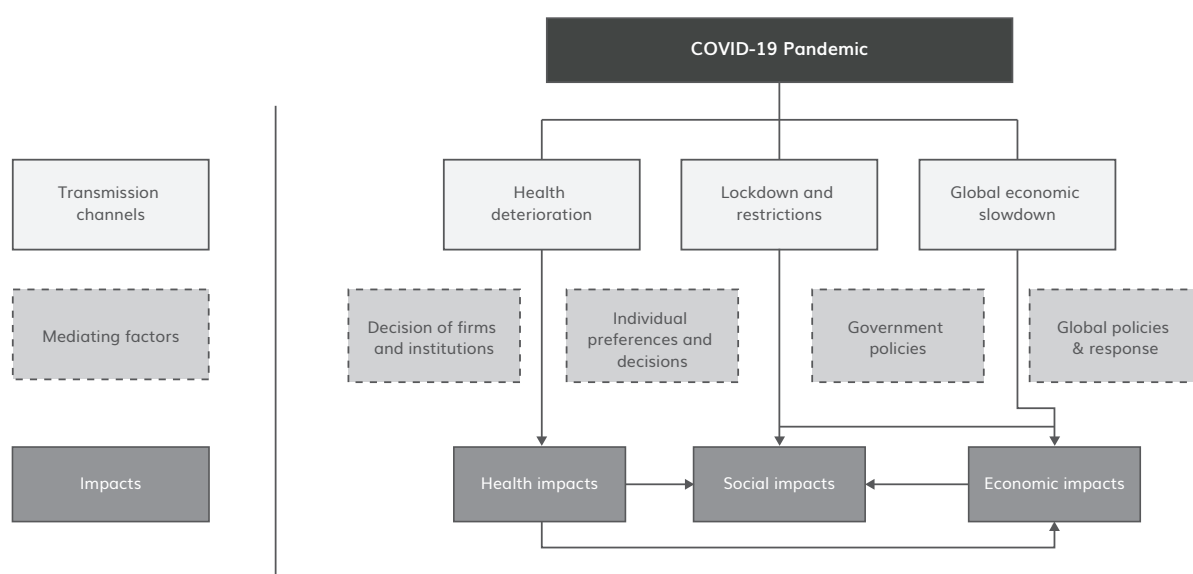 COVID-19 Pandemic
Transmission
channels
Health
deterioration
Lockdown and
restrictions
Global economic
slowdown
Mediating factors
Decision of firms
and institutions
Individual
preferences and
decisions
Government
policies
Global policies
& response
Impacts
Health impacts
Social impacts
Economic impacts